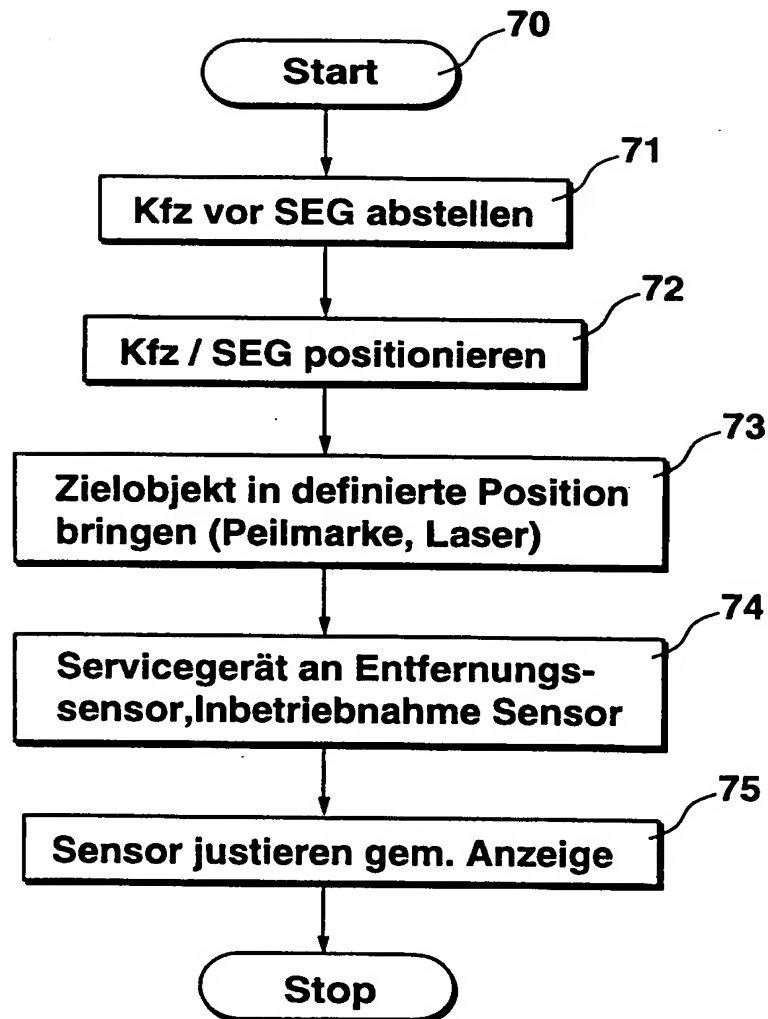 70
Start
71
Kfz vor SEG abstellen
72
Kfz / SEG positionieren
73
Zielobjekt in definierte Position
bringen (Peilmarke, Laser)
74
Servicegerät an Entfernungs-
sensor,Inbetriebnahme Sensor
75
Sensor justieren gem. Anzeige
Stop